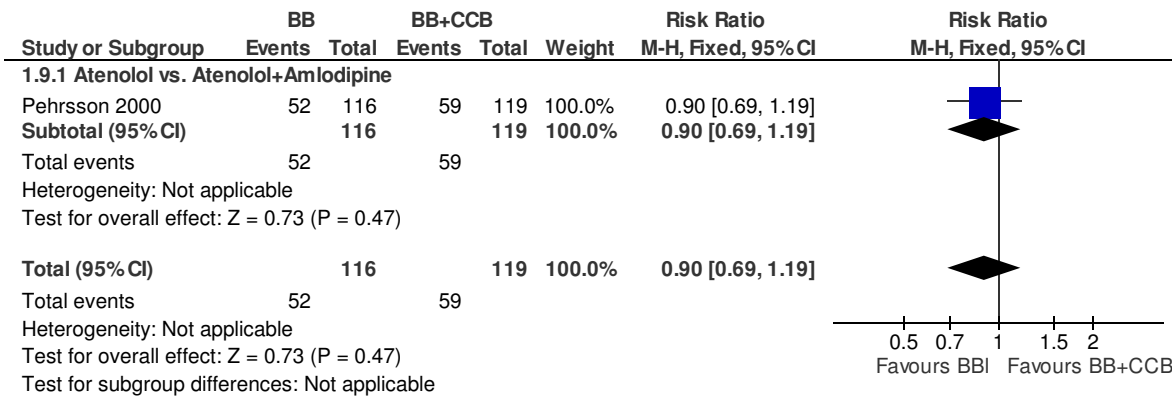 BB BB+CCB Risk Ratio Risk Ratio
Study or Subgroup Events Total Events Total Weight M-H, Fixed, 95% CI M-H, Fixed, 95% CI
1.9.1 Atenolol vs. Atenolol+Amlodipine
Pehrsson 2000 52 116 59 119 100.0% 0.90 [0.69, 1.19]
Subtotal (95% CI) 116 119 100.0% 0.90 [0.69, 1.19]
Total events 52 59
Heterogeneity: Not applicable
Test for overall effect: Z = 0.73 (P = 0.47)
Total (95% CI) 116 119 100.0% 0.90 [0.69, 1.19]
Total events 52 59
Heterogeneity: Not applicable
Test for overall effect: Z = 0.73 (P = 0.47)
Test for subgroup differences: Not applicable
0.5 0.7 1 1.5 2
Favours BBl Favours BB+CCB